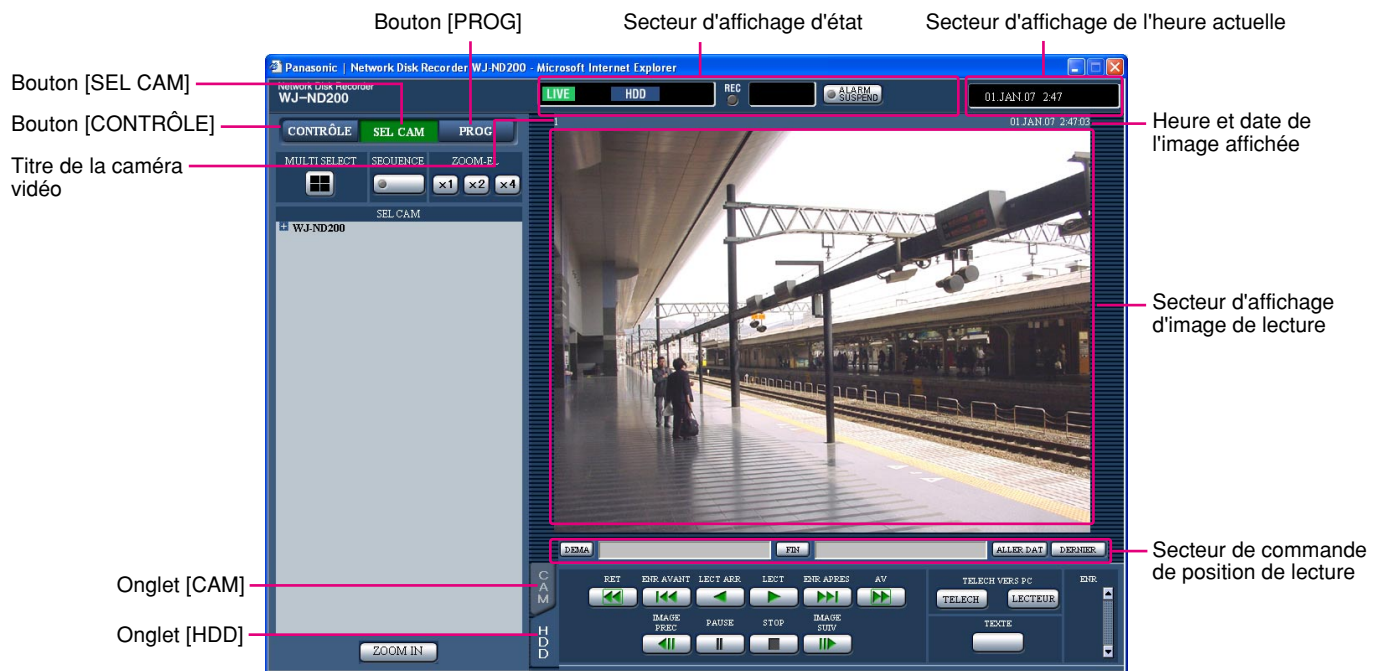 Bouton [PROG]
Secteur d'affichage d'état
Secteur d'affichage de l'heure actuelle
Bouton [SEL CAM]
Bouton [CONTRÔLE]
Titre de la caméra
vidéo
Panasonic | Network Disk Recorder WJ-ND200 - Microsoft Internet Explorer
Network Disk Recorder
WJ-ND200
LIVE
HDD
REC
ALARM
SUSPEND
01.JAN.07 2:47
CONTRÔLE
SEL CAM
PROG
1
01.JAN.07 2:47:03
Heure et date de
l'image affichée
MULTI SELECT
SEQUENCE
ZOOM-EL
x1
x2
x4
SEL CAM
WJ-ND200
Secteur d'affichage
d'image de lecture
DEMA
FIN
ALLER DAT
DERNIER
Secteur de commande
de position de lecture
Onglet [CAM]
Onglet [HDD]
CAM
HDD
RET
ENR AVANT
LECT ARR
LECT
ENR APRES
AV
IMAGE
PREC
PAUSE
STOP
IMAGE
SUIV
TELECH VERS PC
TELECH
LECTEUR
TEXTE
ENR
ZOOM IN